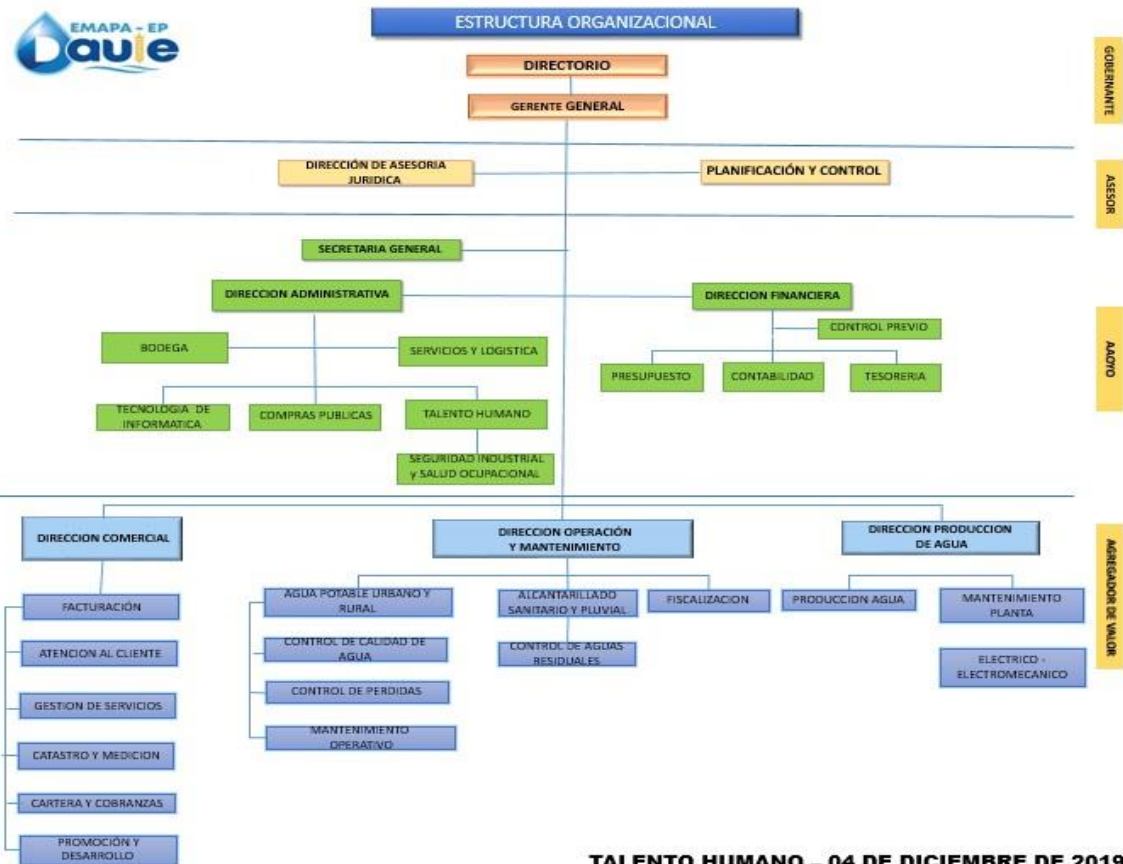 EMAPA - EP
Daule
ESTRUCTURA ORGANIZACIONAL
DIRECTORIO
GERENTE GENERAL
GOBERNANTE
DIRECCIÓN DE ASESORIA
JURIDICA
PLANIFICACIÓN Y CONTROL
ASESOR
SECRETARIA GENERAL
DIRECCION ADMINISTRATIVA
DIRECCION FINANCIERA
CONTROL PREVIO
BODEGA
SERVICIOS Y LOGISTICA
PRESUPUESTO
CONTABILIDAD
TESORERIA
AAOYO
TECNOLOGIA DE
INFORMATICA
COMPRAS PUBLICAS
TALENTO HUMANO
SEGURIDAD INDUSTRIAL
y SALUD OCUPACIONAL
DIRECCION COMERCIAL
DIRECCION OPERACIÓN
Y MANTENIMIENTO
DIRECCION PRODUCCION
DE AGUA
AGREGADOR DE VALOR
FACTURACIÓN
ATENCION AL CLIENTE
GESTION DE SERVICIOS
CATASTRO Y MEDICION
CARTERA Y COBRANZAS
PROMOCIÓN Y
DESARROLLO
AGUA POTABLE URBANO Y
RURAL
CONTROL DE CALIDAD DE
AGUA
CONTROL DE PERDIDAS
MANTENIMIENTO
OPERATIVO
ALCANTARILLADO
SANITARIO Y PLUVIAL
CONTROL DE AGUAS
RESIDUALES
FISCALIZACION
PRODUCCION AGUA
MANTENIMIENTO
PLANTA
ELECTRICO -
ELECTROMECANICO
TALENTO HUMANO - 04 DE DICIEMBRE DE 2019